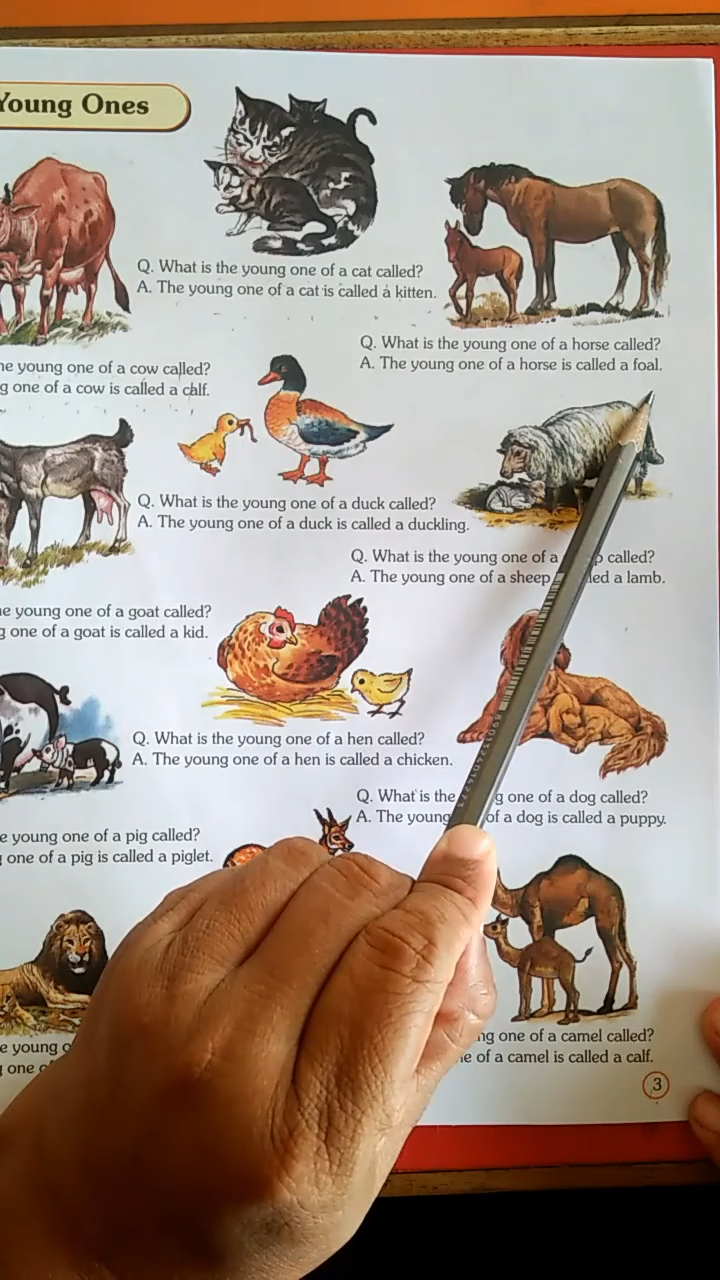 Young Ones
Q. What is the young one of a cat called?
A. The young one of a cat is called a kitten.
Q. What is the young one of a horse called?
A. The young one of a horse is called a foal.
young one of a cow called?
one of a cow is called a calf.
Q. What is the young one of a duck called?
A. The young one of a duck is called a duckling.
Q. What is the young one of a called?
A. The young one of a sheep a lamb.
young one of a goat called?
one of a goat is called a kid.
Q. What is the young one of a hen called?
A. The young one of a hen is called a chicken.
Q. What is the one of a dog called?
A. The young of a dog is called a puppy.
young one of a pig called?
one of a pig is called a piglet.
one of a camel called?
of a camel is called a calf.
young
one
3